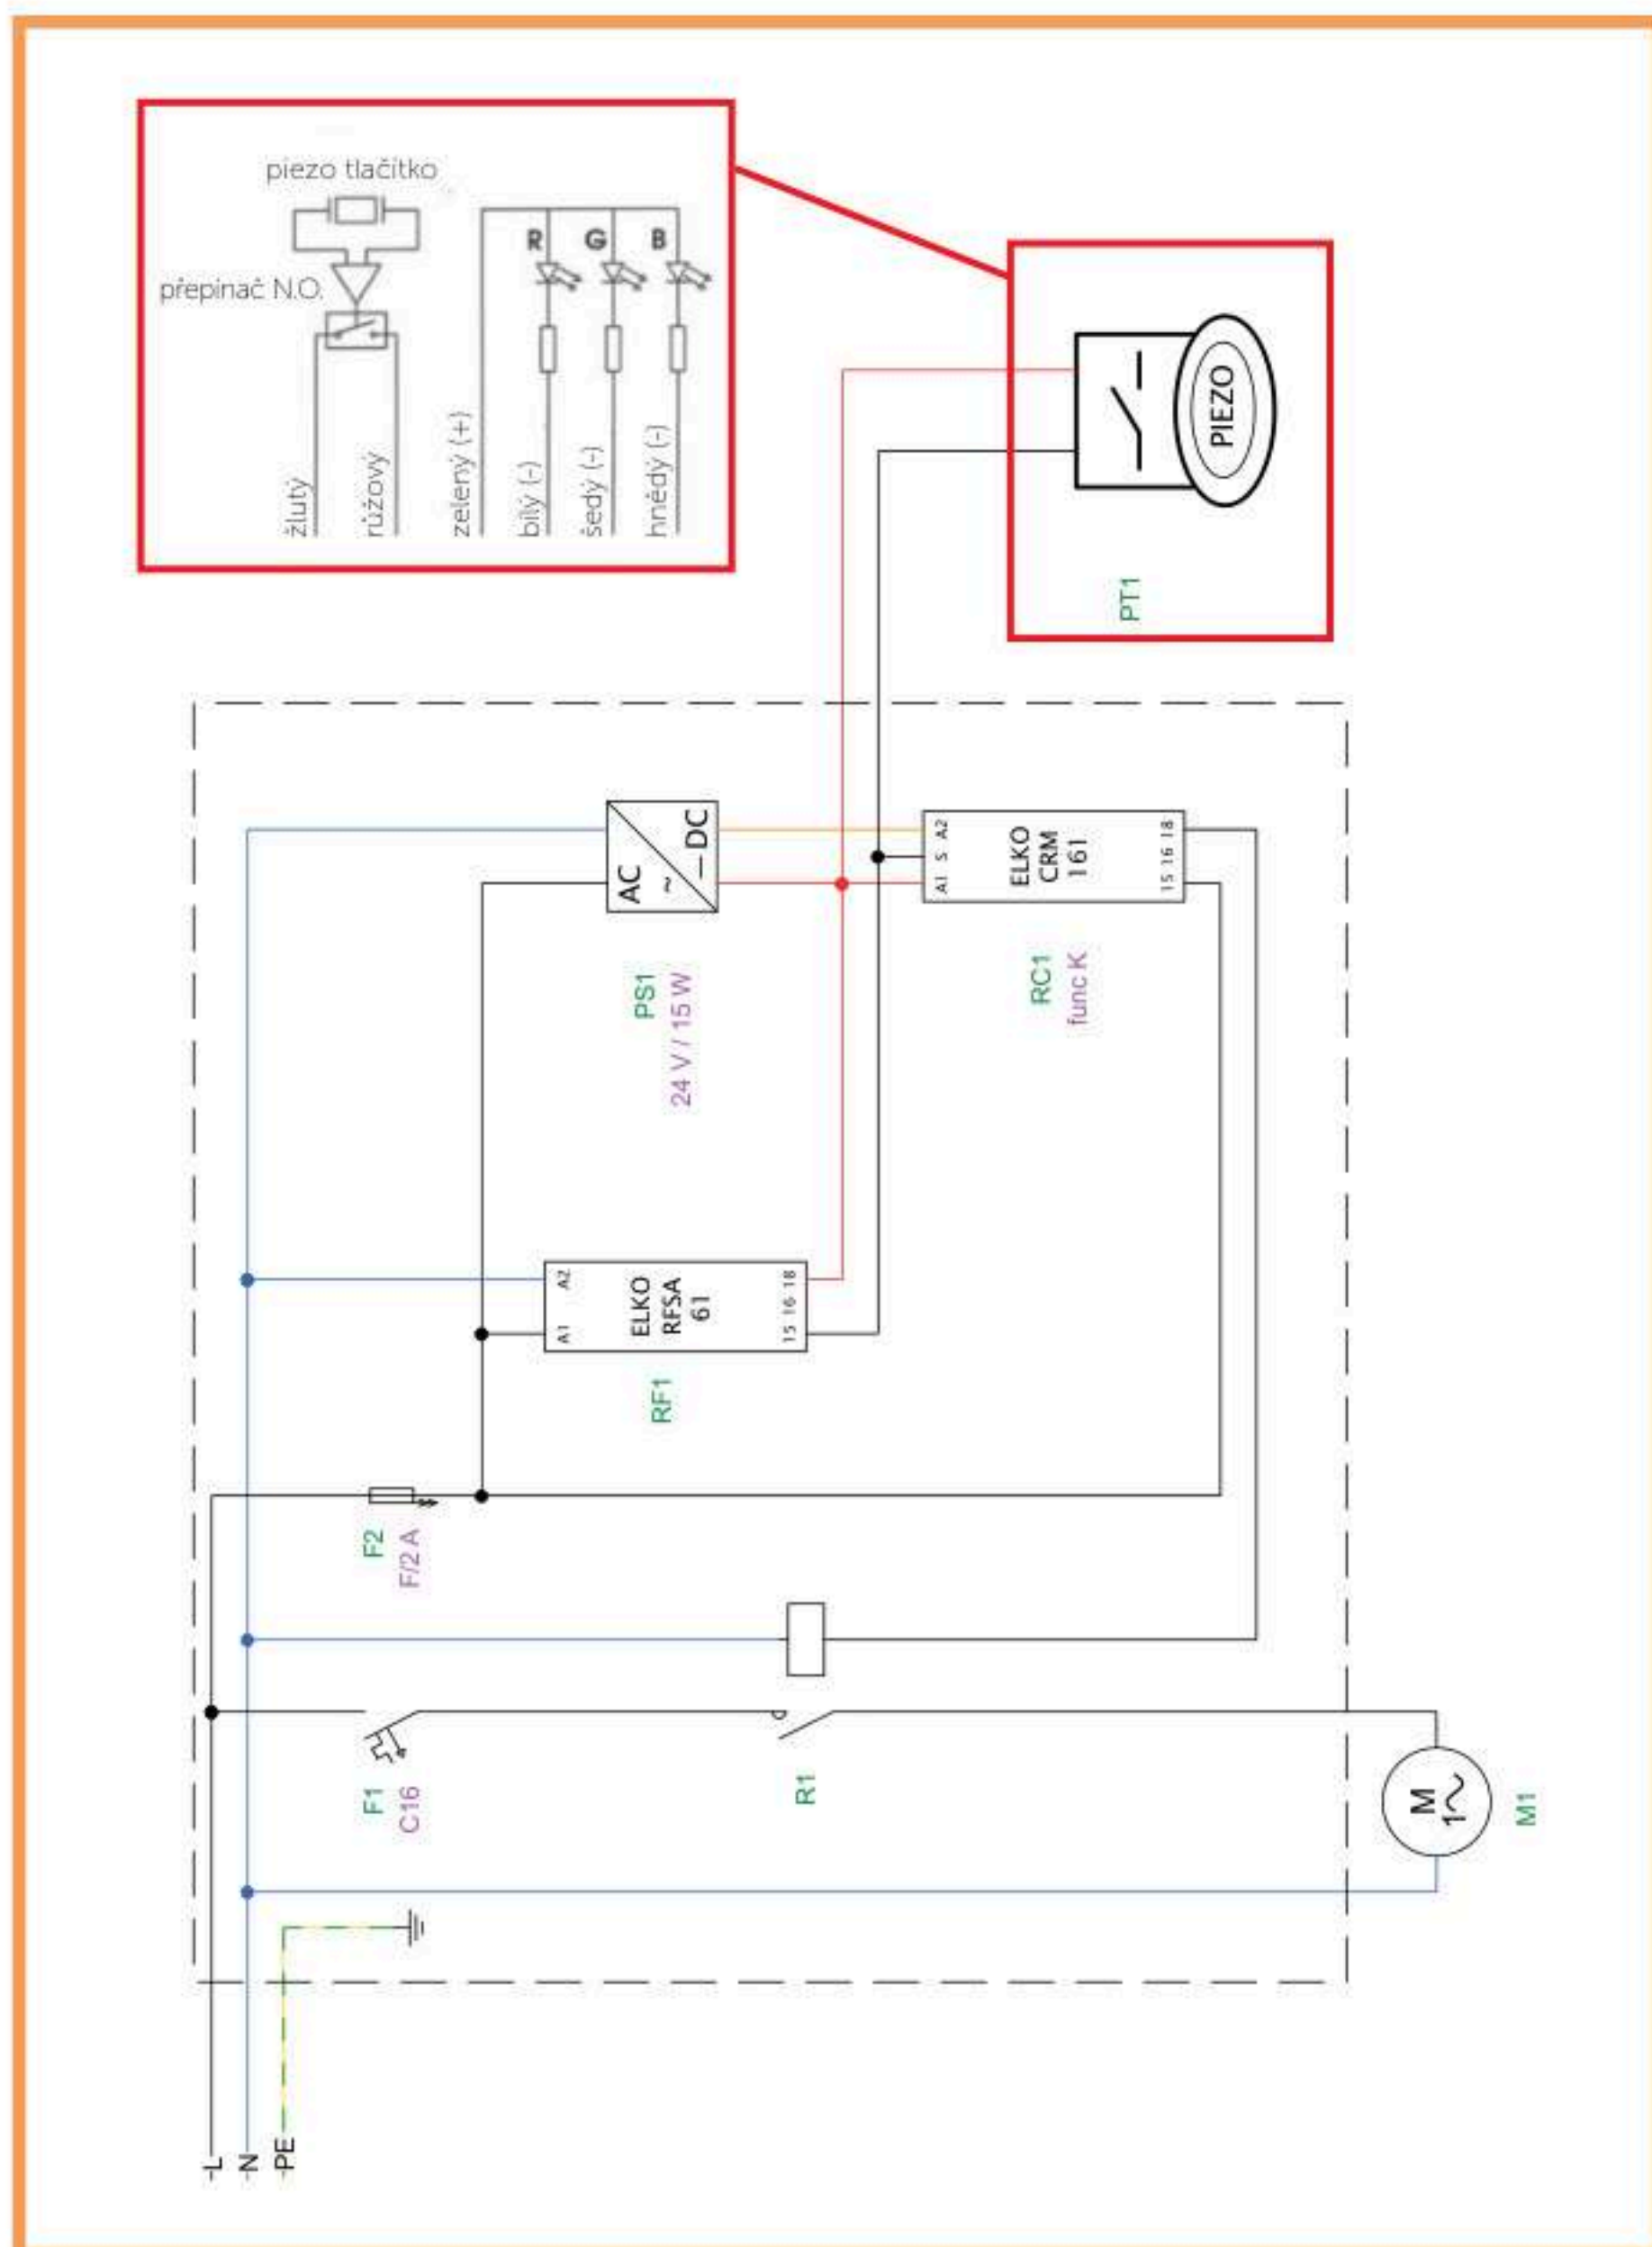 piezo tlačítko
přepínač N.O.
žlutý
růžový
R
G
B
zelený (+)
bílý (-)
šedý (-)
hnědý (-)
PIEZO
PT1
AC
~
DC
PS1
24 V / 15 W
A1 S A2
ELKO
CRM
161
15 16 18
RC1
func K
A1 A2
ELKO
RFSA
61
15 16 18
RF1
F2
F/2 A
F1
C16
R1
M
1~
M1
-L
-N
-PE